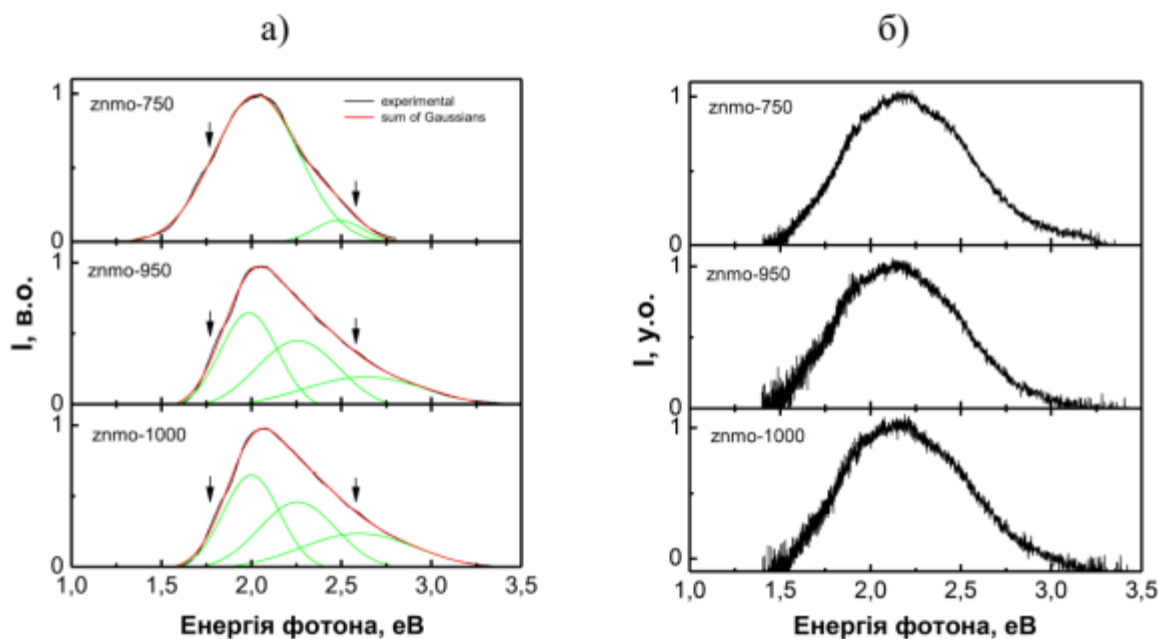 а)
znmo-750
experimental
sum of Gaussians
1
0
znmo-950
1
0
znmo-1000
1
0
1,0 1,5 2,0 2,5 3,0 3,5
I, в.о.
Енергія фотона, еВ
б)
znmo-750
1
0
znmo-950
1
0
znmo-1000
1
0
1,0 1,5 2,0 2,5 3,0 3,5
I, у.о.
Енергія фотона, еВ